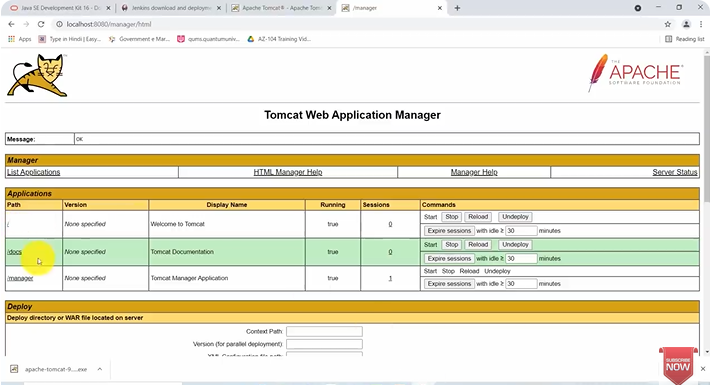 Java SE Development Kit 16 - Do
Jenkins download and deployme
Apache Tomcat® - Apache Tom
/manager
localhost:8080/manager/html
Apps
Type in Hindi | Easy...
Government e Mar...
qums.quantumuniv...
AZ-104 Training Vid...
Reading list
THE
APACHE
SOFTWARE FOUNDATION
Tomcat Web Application Manager
Message: OK
Manager
List Applications HTML Manager Help Manager Help Server Status
Applications
Path Version Display Name Running Sessions Commands
/ None specified Welcome to Tomcat true 0 Start Stop Reload Undeploy
Expire sessions with idle ≥ 30 minutes
/docs None specified Tomcat Documentation true 0 Start Stop Reload Undeploy
Expire sessions with idle ≥ 30 minutes
/manager None specified Tomcat Manager Application true 1 Start Stop Reload Undeploy
Expire sessions with idle ≥ 30 minutes
Deploy
Deploy directory or WAR file located on server
Context Path:
Version (for parallel deployment):
XML Configuration file path:
apache-tomcat-9....exe
SUBSCRIBE
NOW